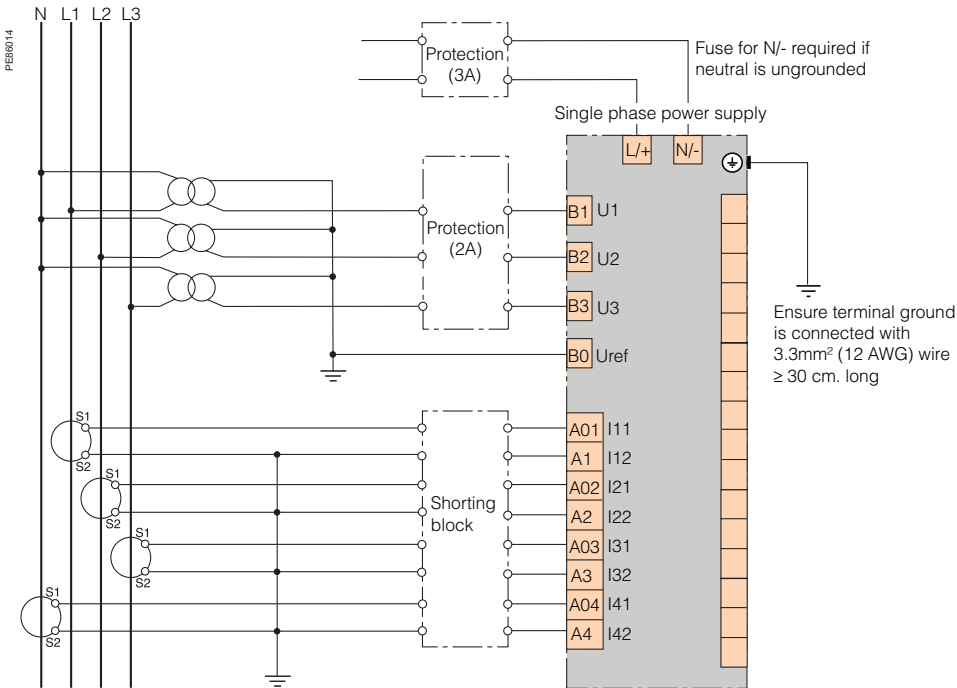 PE86014
N L1 L2 L3
Protection
(3A)
Fuse for N/- required if
neutral is ungrounded
Single phase power supply
L/+ N/-
Protection
(2A)
B1 U1
B2 U2
B3 U3
B0 Uref
Ensure terminal ground
is connected with
3.3mm² (12 AWG) wire
≥ 30 cm. long
S1
S2
S1
S2
S1
S2
S1
S2
Shorting
block
A01 I11
A1 I12
A02 I21
A2 I22
A03 I31
A3 I32
A04 I41
A4 I42